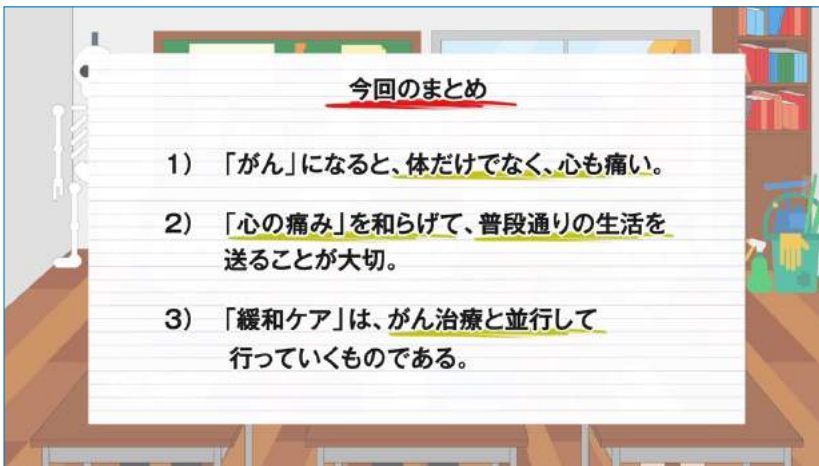 今回のまとめ
1) 「がん」になると、体だけでなく、心も痛い。
2) 「心の痛み」を和らげて、普段通りの生活を
送ることが大切。
3) 「緩和ケア」は、がん治療と並行して
行っていくものである。